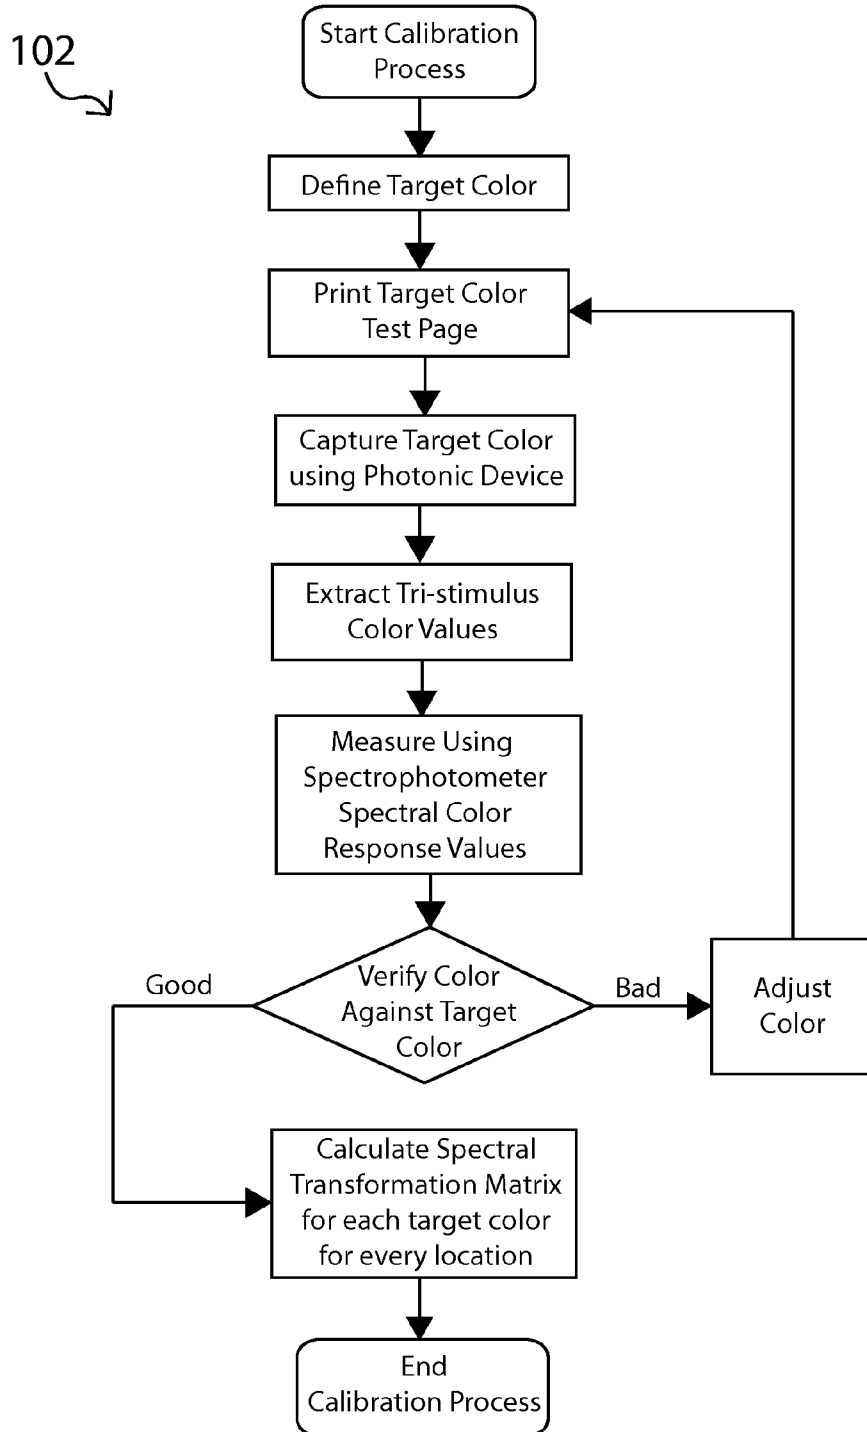 102
Start Calibration
Process
Define Target Color
Print Target Color
Test Page
Capture Target Color
using Photonic Device
Extract Tri-stimulus
Color Values
Measure Using
Spectrophotometer
Spectral Color
Response Values
Verify Color
Against Target
Color
Good
Bad
Adjust
Color
Calculate Spectral
Transformation Matrix
for each target color
for every location
End
Calibration Process